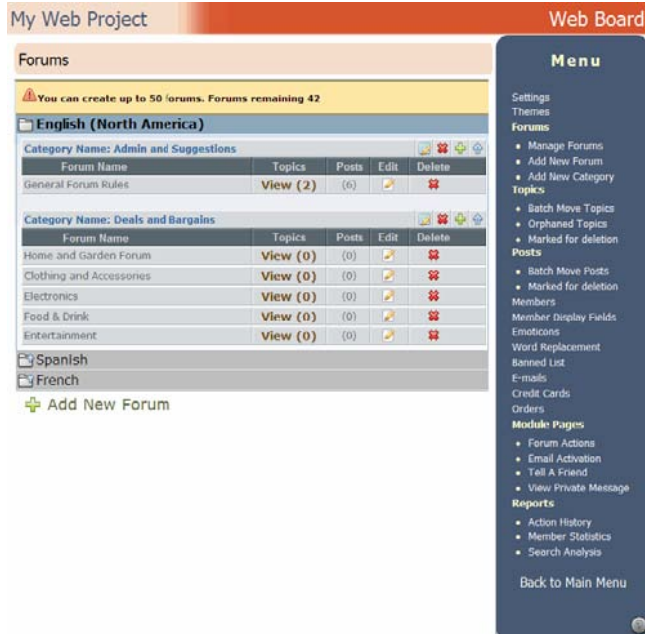 My Web Project
Web Board
Forums
You can create up to 50 forums. Forums remaining 42
English (North America)
Category Name: Admin and Suggestions
Forum Name Topics Posts Edit Delete
General Forum Rules View (2) (6)
Category Name: Deals and Bargains
Forum Name Topics Posts Edit Delete
Home and Garden Forum View (0) (0)
Clothing and Accessories View (0) (0)
Electronics View (0) (0)
Food & Drink View (0) (0)
Entertainment View (0) (0)
Spanish
French
Add New Forum
Menu
Settings
Themes
Forums
• Manage Forums
• Add New Forum
• Add New Category
Topics
• Batch Move Topics
• Orphaned Topics
• Marked for deletion
Posts
• Batch Move Posts
• Marked for deletion
Members
Member Display Fields
Emoticons
Word Replacement
Banned List
E-mails
Credit Cards
Orders
Module Pages
• Forum Actions
• Email Activation
• Tell A Friend
• View Private Message
Reports
• Action History
• Member Statistics
• Search Analysis
Back to Main Menu